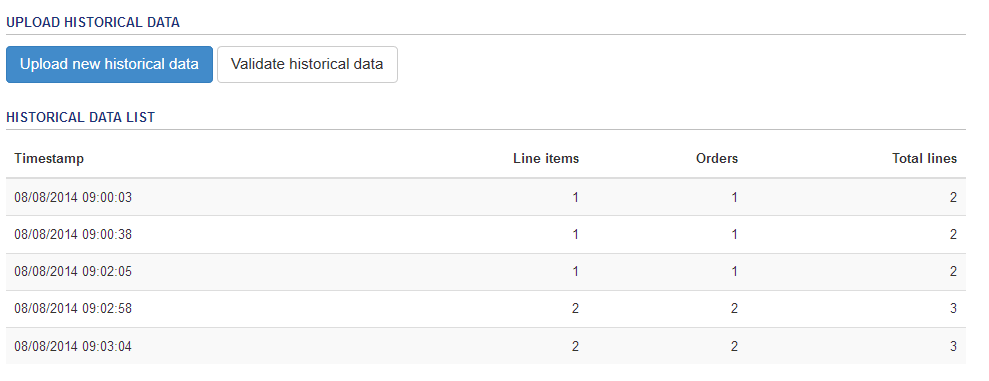 UPLOAD HISTORICAL DATA
Upload new historical data Validate historical data
HISTORICAL DATA LIST
Timestamp Line items Orders Total lines
08/08/2014 09:00:03 1 1 2
08/08/2014 09:00:38 1 1 2
08/08/2014 09:02:05 1 1 2
08/08/2014 09:02:58 2 2 3
08/08/2014 09:03:04 2 2 3